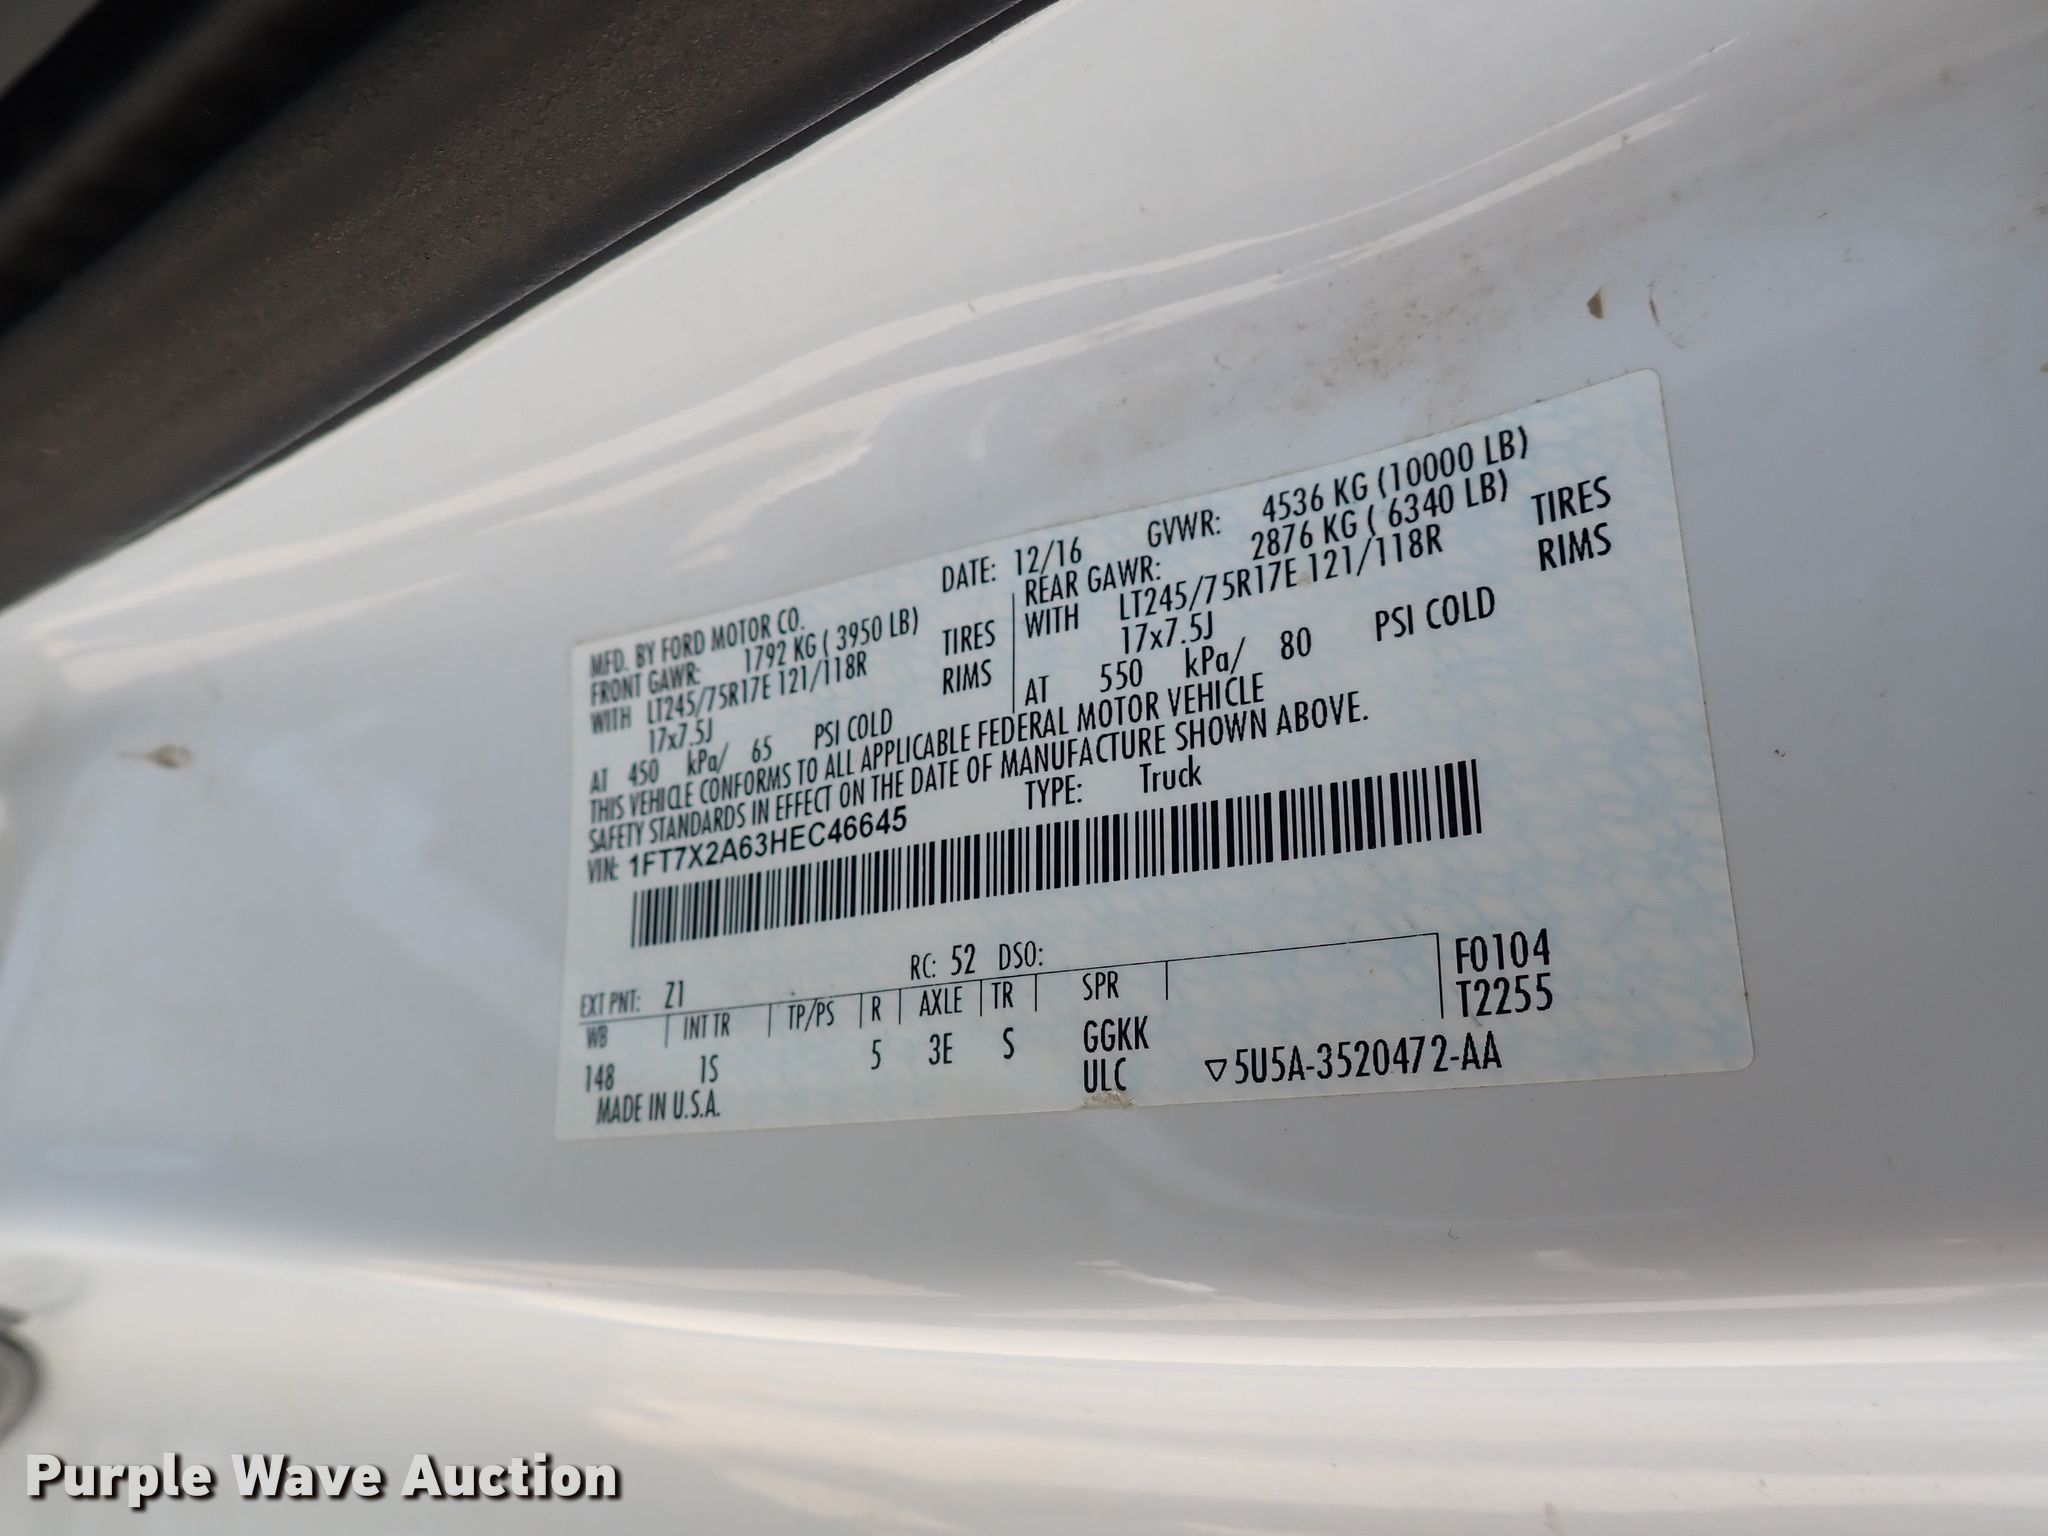 MFD. BY FORD MOTOR CO.
DATE: 12/16 GVWR: 4536 KG (10000 LB)
FRONT GAWR: 1792 KG ( 3950 LB)
REAR GAWR: 2876 KG ( 6340 LB)
WITH LT245/75R17E 121/118R TIRES
WITH LT245/75R17E 121/118R TIRES
17x7.5J RIMS
17x7.5J RIMS
AT 450 kPa/ 65 PSI COLD
AT 550 kPa/ 80 PSI COLD
THIS VEHICLE CONFORMS TO ALL APPLICABLE FEDERAL MOTOR VEHICLE
SAFETY STANDARDS IN EFFECT ON THE DATE OF MANUFACTURE SHOWN ABOVE.
VIN: 1FT7X2A63HEC46645 TYPE: Truck
EXT PNT: Z1 RC: 52 DSO:
WB INT TR TP/PS R AXLE TR SPR F0104
T2255
148 1S 5 3E S GGKK
ULC ▽5U5A-3520472-AA
MADE IN U.S.A.
Purple Wave Auction